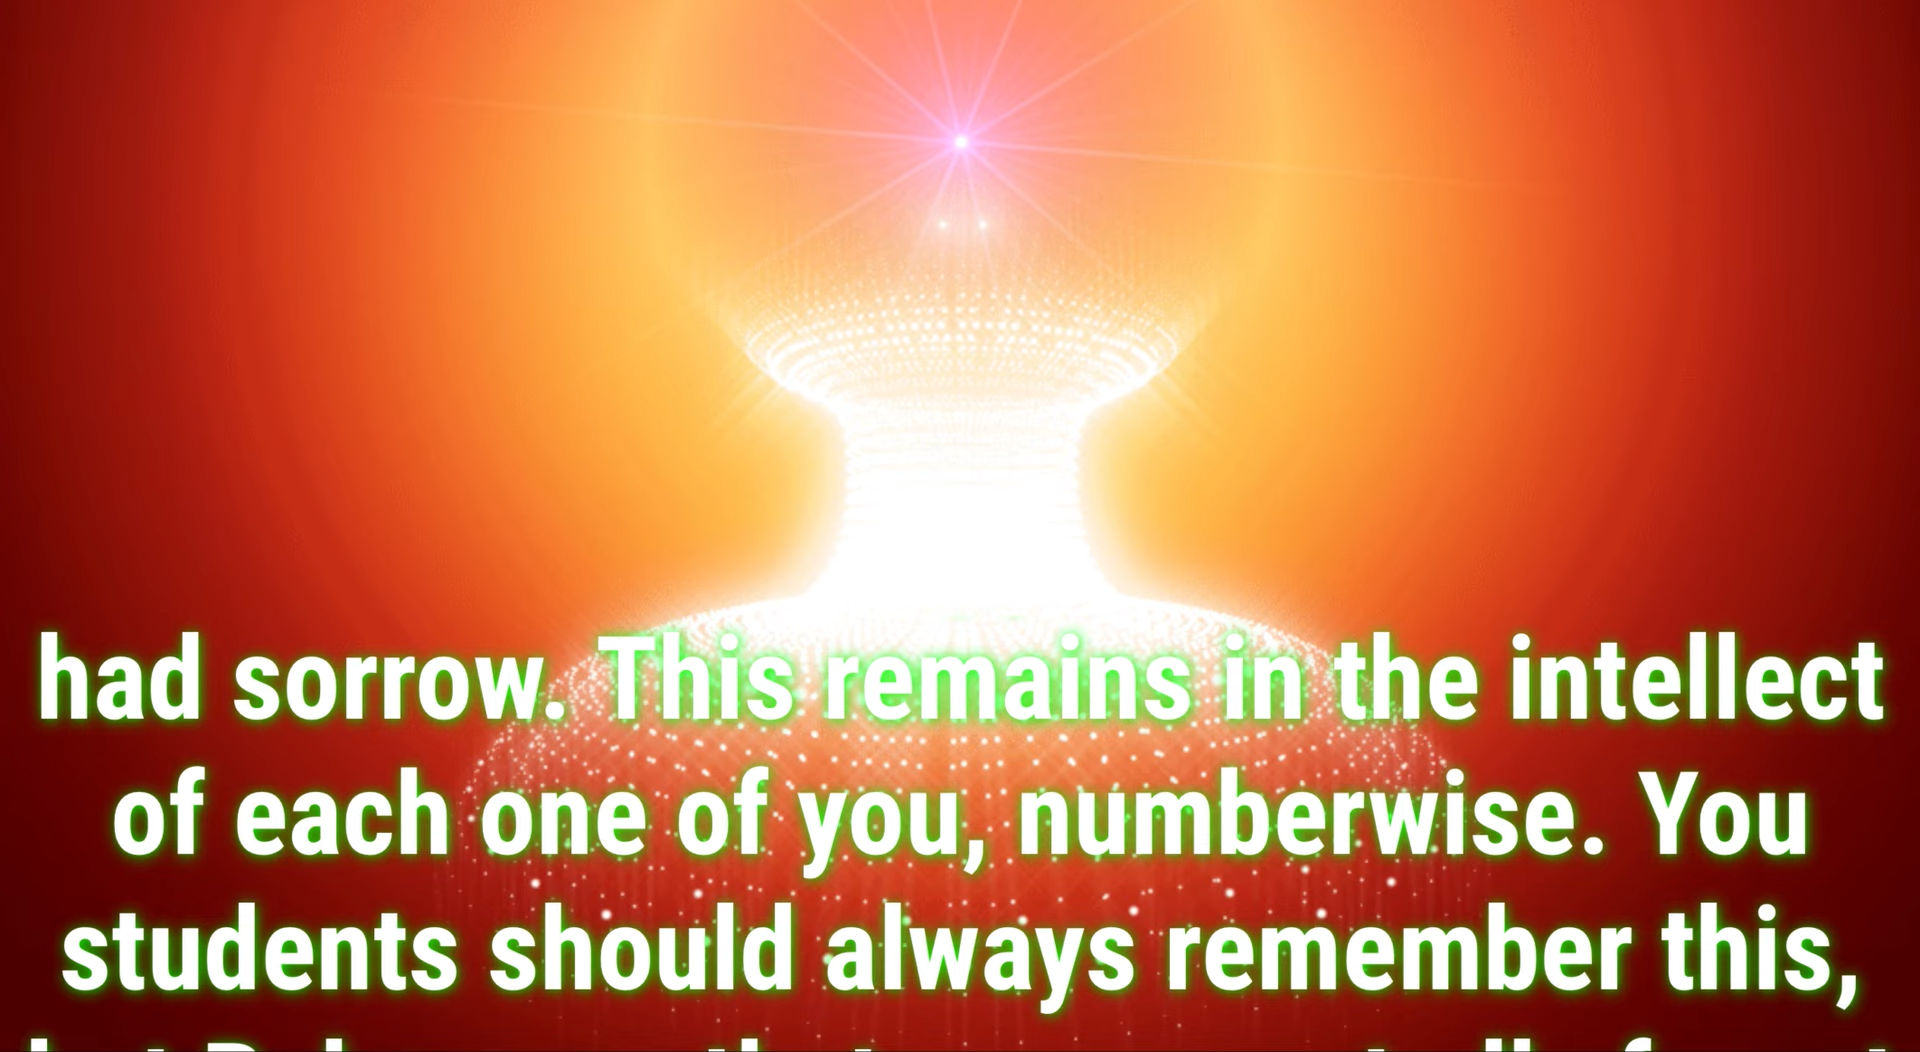 had sorrow. This remains in the intellect
of each one of you, numberwise. You
students should always remember this,